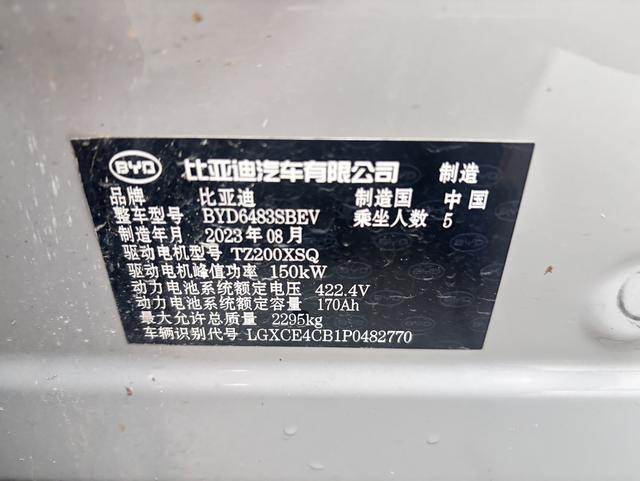 BYD 比亚迪汽车有限公司 制造
品牌 比亚迪 制造国 中国
整车型号 BYD6483SBEV 乘坐人数 5
制造年月 2023年08月
驱动电机型号 TZ200XSQ
驱动电机峰值功率 150kW
动力电池系统额定电压 422.4V
动力电池系统额定容量 170Ah
最大允许总质量 2295kg
车辆识别代号 LGXCE4CB1P0482770